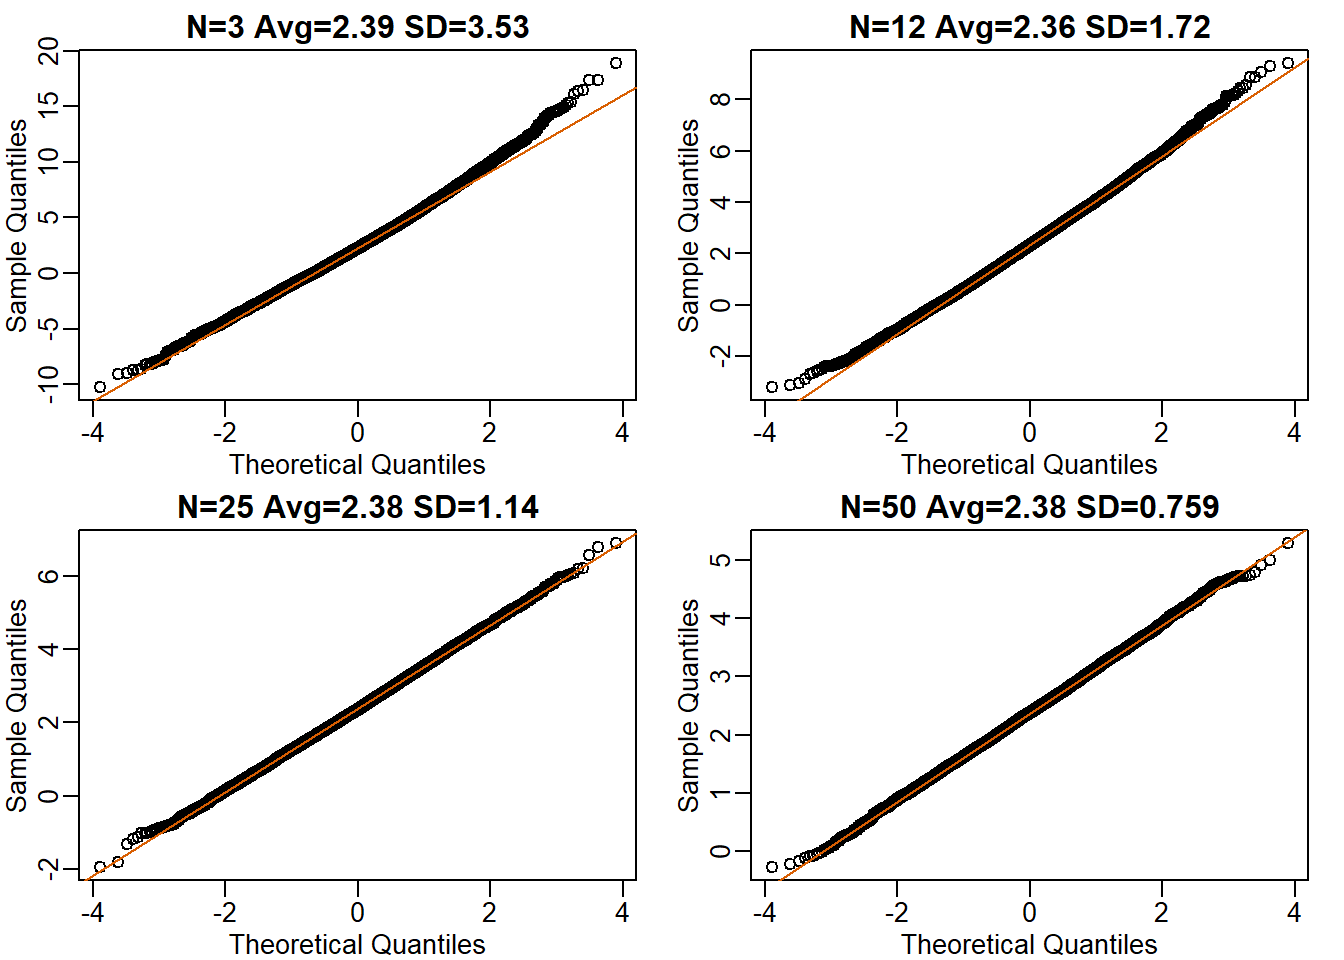 N=3 Avg=2.39 SD=3.53
Sample Quantiles
20
15
10
5
0
-5
-10
-4 -2 0 2 4
Theoretical Quantiles
N=12 Avg=2.36 SD=1.72
Sample Quantiles
8
6
4
2
0
-2
-4 -2 0 2 4
Theoretical Quantiles
N=25 Avg=2.38 SD=1.14
Sample Quantiles
6
4
2
0
-2
-4 -2 0 2 4
Theoretical Quantiles
N=50 Avg=2.38 SD=0.759
Sample Quantiles
5
4
3
2
1
0
-4 -2 0 2 4
Theoretical Quantiles